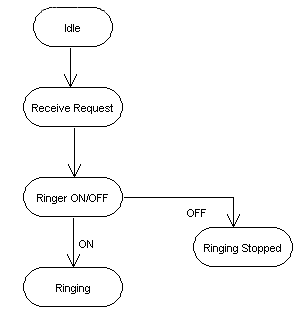 Idle
Receive Request
Ringer ON/OFF
OFF
ON
Ringing Stopped
Ringing